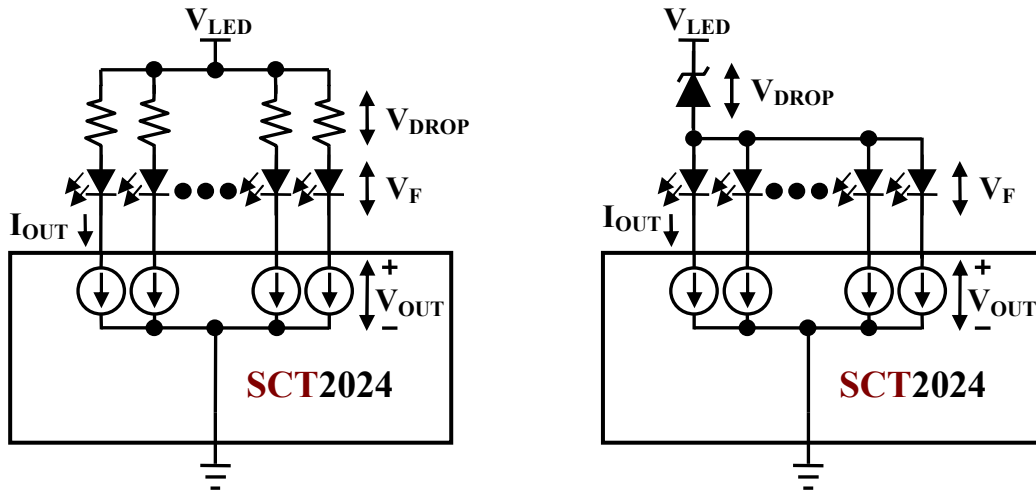 VLED
VDROP
VF
IOUT
+
VOUT
−
SCT2024
VLED
VDROP
VF
IOUT
+
VOUT
−
SCT2024